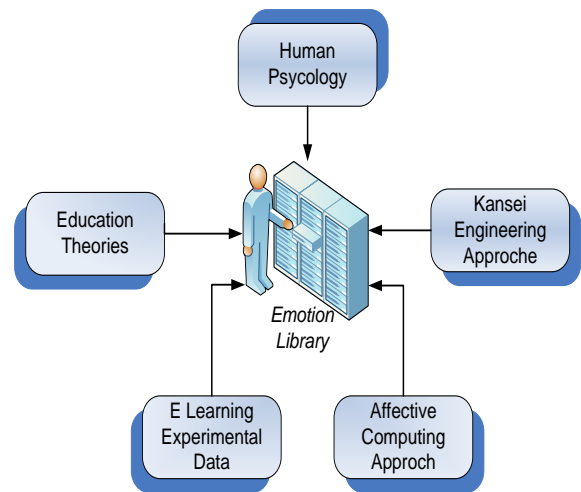 Human
Psycology
Education
Theories
Kansei
Engineering
Approche
Emotion
Library
E Learning
Experimental
Data
Affective
Computing
Approch